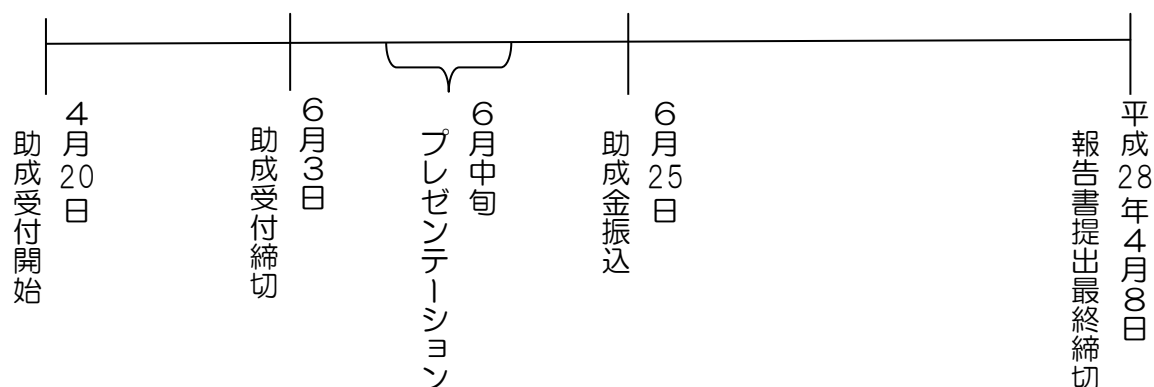 ４月20日
助成受付開始
６月３日
助成受付締切
６月中旬
プレゼンテーション
６月25日
助成金振込
平成28年４月８日
報告書提出最終締切